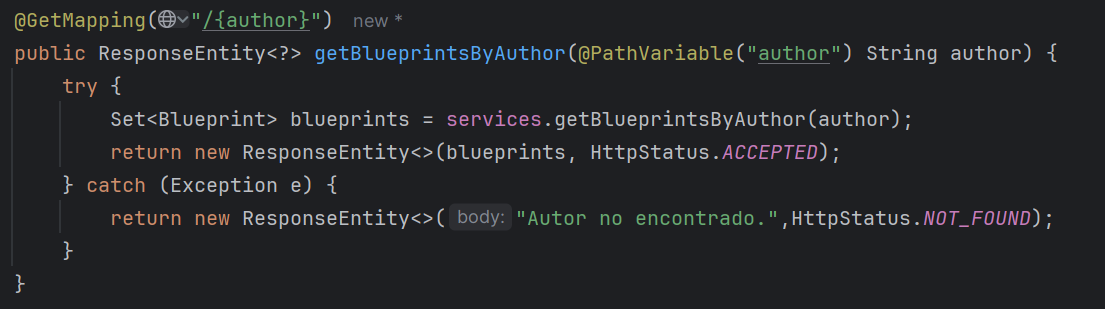 @GetMapping("/{author}") new *
public ResponseEntity<?> getBlueprintsByAuthor(@PathVariable("author") String author) {
try {
Set<Blueprint> blueprints = services.getBlueprintsByAuthor(author);
return new ResponseEntity<>(blueprints, HttpStatus.ACCEPTED);
} catch (Exception e) {
return new ResponseEntity<>( body: "Autor no encontrado.",HttpStatus.NOT_FOUND);
}
}